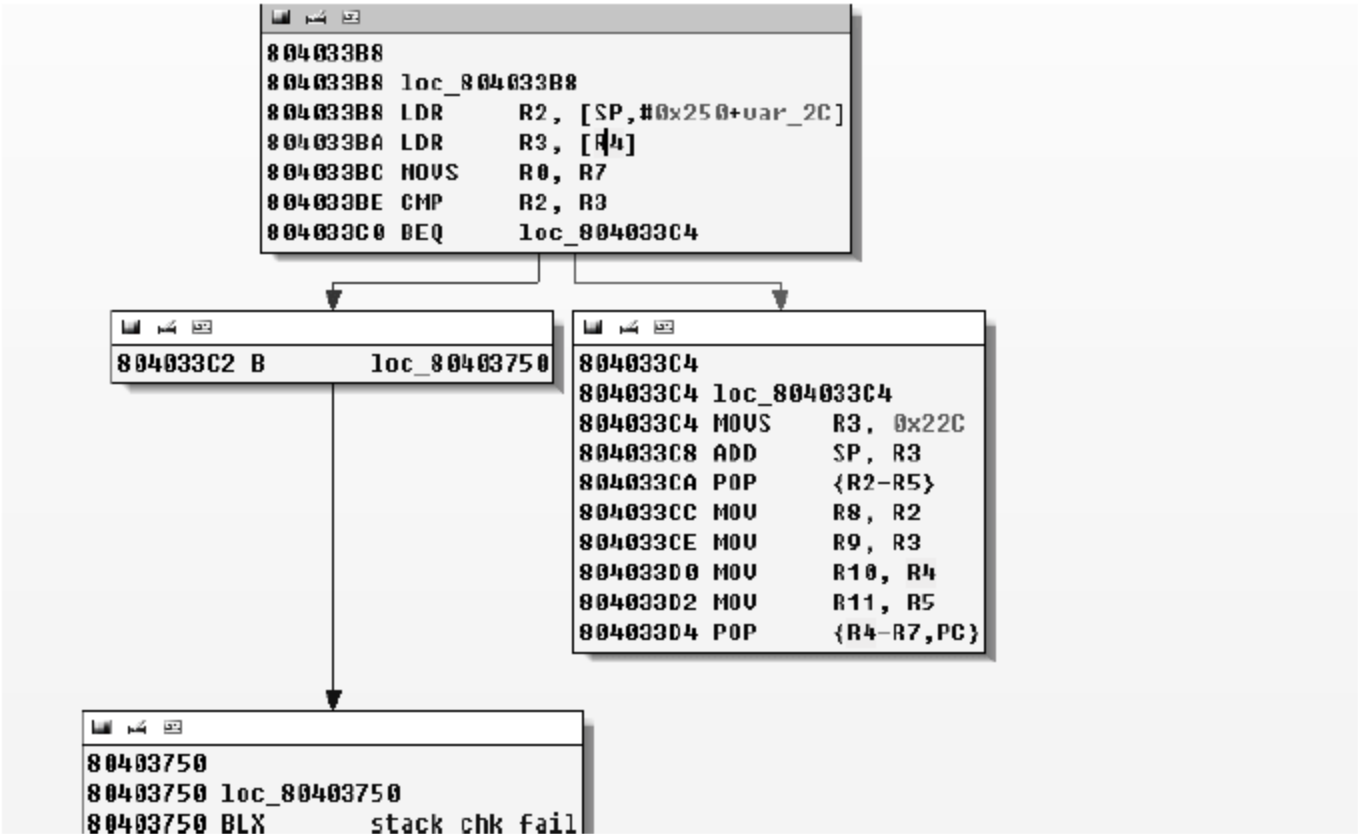 804033B8
804033B8 loc_804033B8
804033B8 LDR R2, [SP,#0x250+var_2C]
804033BA LDR R3, [R4]
804033BC MOVS R0, R7
804033BE CMP R2, R3
804033C0 BEQ loc_804033C4
804033C2 B loc_80403750
804033C4
804033C4 loc_804033C4
804033C4 MOVS R3, 0x22C
804033C8 ADD SP, R3
804033CA POP {R2-R5}
804033CC MOV R8, R2
804033CE MOV R9, R3
804033D0 MOV R10, R4
804033D2 MOV R11, R5
804033D4 POP {R4-R7,PC}
80403750
80403750 loc_80403750
80403750 BLX stack chk fail